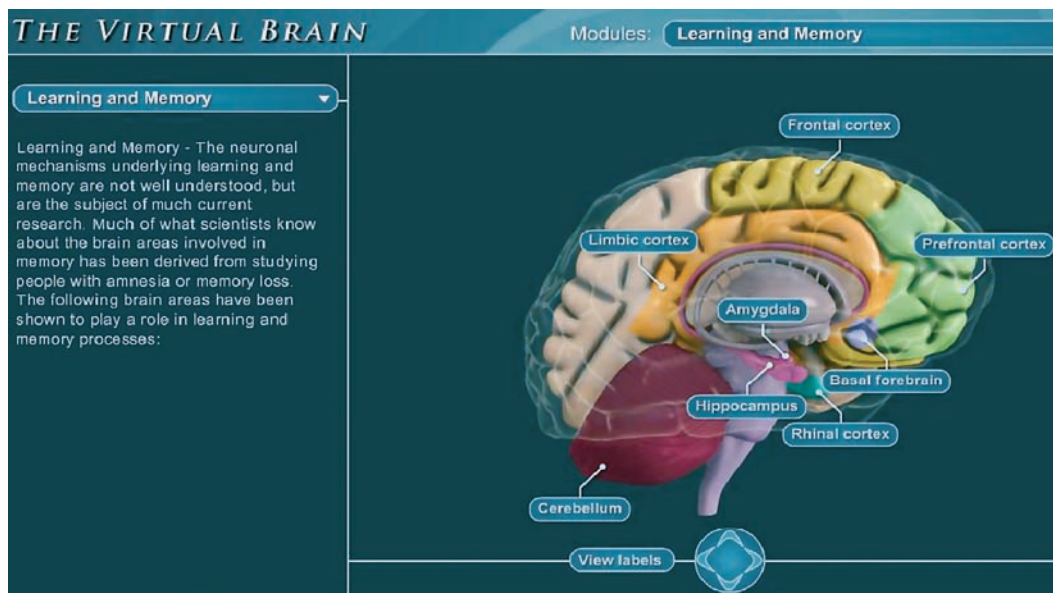 THE VIRTUAL BRAIN
Modules: Learning and Memory
Learning and Memory
Learning and Memory - The neuronal
mechanisms underlying learning and
memory are not well understood, but
are the subject of much current
research. Much of what scientists know
about the brain areas involved in
memory has been derived from studying
people with amnesia or memory loss.
The following brain areas have been
shown to play a role in learning and
memory processes:
Frontal cortex
Limbic cortex
Prefrontal cortex
Amygdala
Basal forebrain
Hippocampus
Rhinal cortex
Cerebellum
View labels